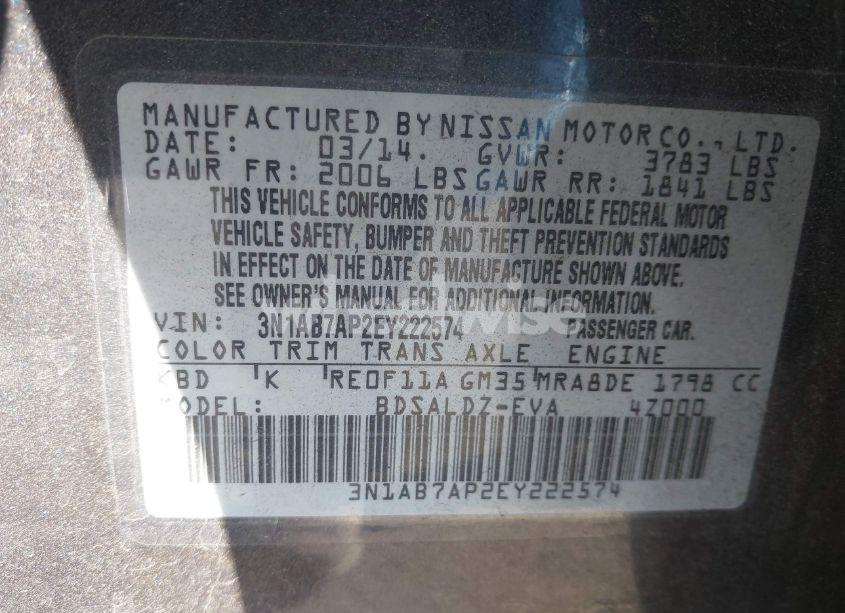 MANUFACTURED BY NISSAN MOTOR CO., LTD.
DATE: 03/14. GVWR: 3783 LBS
GAWR FR: 2006 LBS GAWR RR: 1841 LBS
THIS VEHICLE CONFORMS TO ALL APPLICABLE FEDERAL MOTOR
VEHICLE SAFETY, BUMPER AND THEFT PREVENTION STANDARDS
IN EFFECT ON THE DATE OF MANUFACTURE SHOWN ABOVE.
SEE OWNER'S MANUAL FOR ADDITIONAL INFORMATION.
VIN: 3N1AB7AP2EY222574 PASSENGER CAR.
COLOR TRIM TRANS AXLE ENGINE
KBD K RE0F11A GM35 MRA8DE 1798 CC
MODEL: BDSALDZ-EVA 4Z000
3N1AB7AP2EY222574